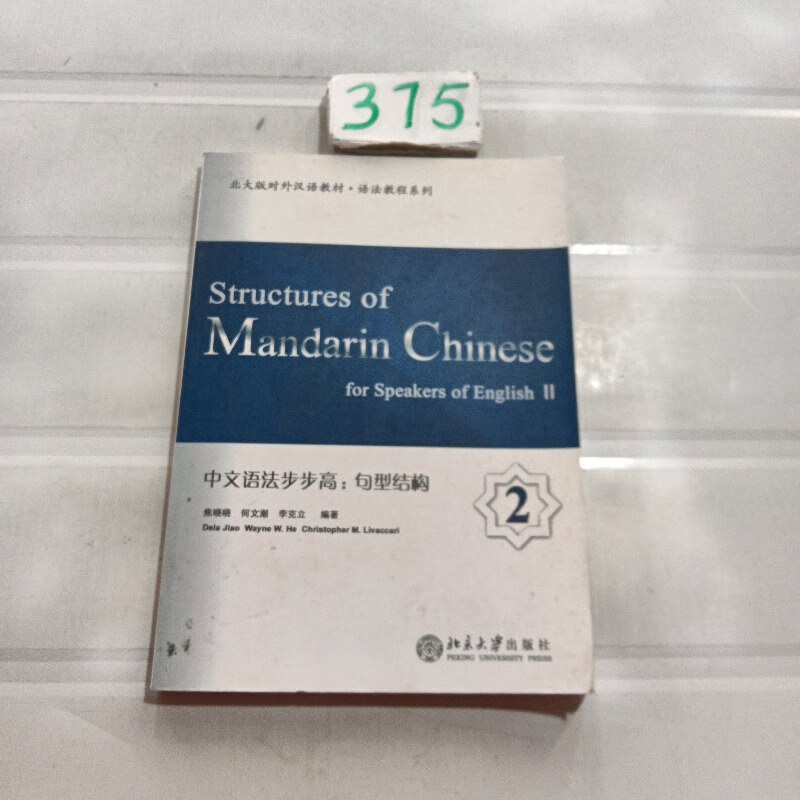 375
北大版对外汉语教材·语法教程系列
Structures of
Mandarin Chinese
for Speakers of English II
中文语法步步高：句型结构
2
焦晓晓 何文潮 李克立 编著
Dela Jiao Wayne W. He Christopher M. Livaccari
北京大学出版社
PEKING UNIVERSITY PRESS